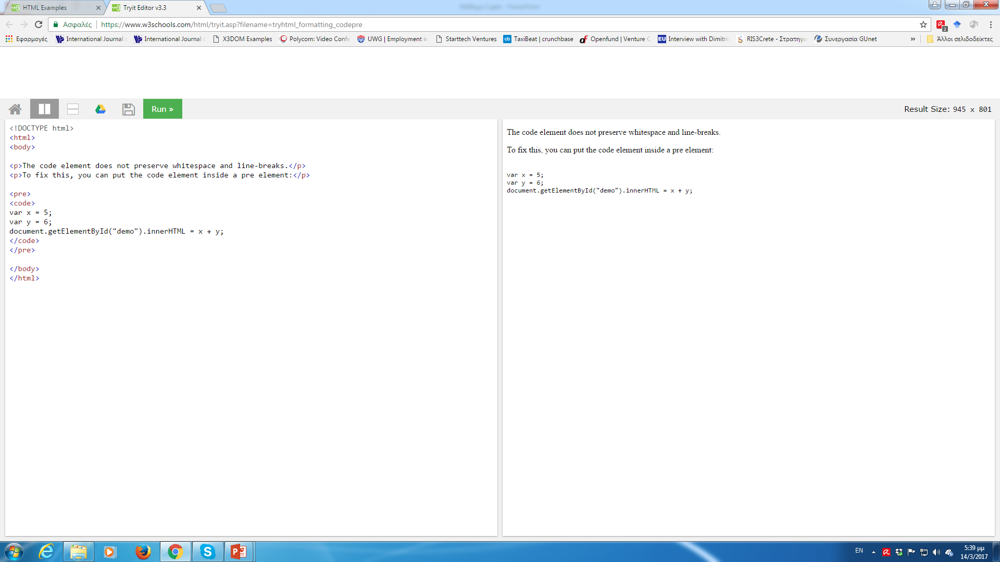 HTML Examples
Tryit Editor v3.3
Ασφαλές
https://www.w3schools.com/html/tryit.asp?filename=tryhtml_formatting_codepre
2
Εφαρμογές
International Journal
International Journal
X3DOM Examples
Polycom: Video Confe
UWG | Employment in
Starttech Ventures
cb
TaxiBeat | crunchbase
Openfund | Venture C
EU
Interview with Dimitris
RIS3Crete - Στρατηγικ
Συνεργασία GUnet
»
Άλλοι σελιδοδείκτες
Run »
Result Size: 945 x 801
<!DOCTYPE html>
<html>
<body>
<p>The code element does not preserve whitespace and line-breaks.</p>
<p>To fix this, you can put the code element inside a pre element:</p>
<pre>
<code>
var x = 5;
var y = 6;
document.getElementById("demo").innerHTML = x + y;
</code>
</pre>
</body>
</html>
The code element does not preserve whitespace and line-breaks.
To fix this, you can put the code element inside a pre element:
var x = 5;
var y = 6;
document.getElementById("demo").innerHTML = x + y;
EN
5:39 μμ
14/3/2017